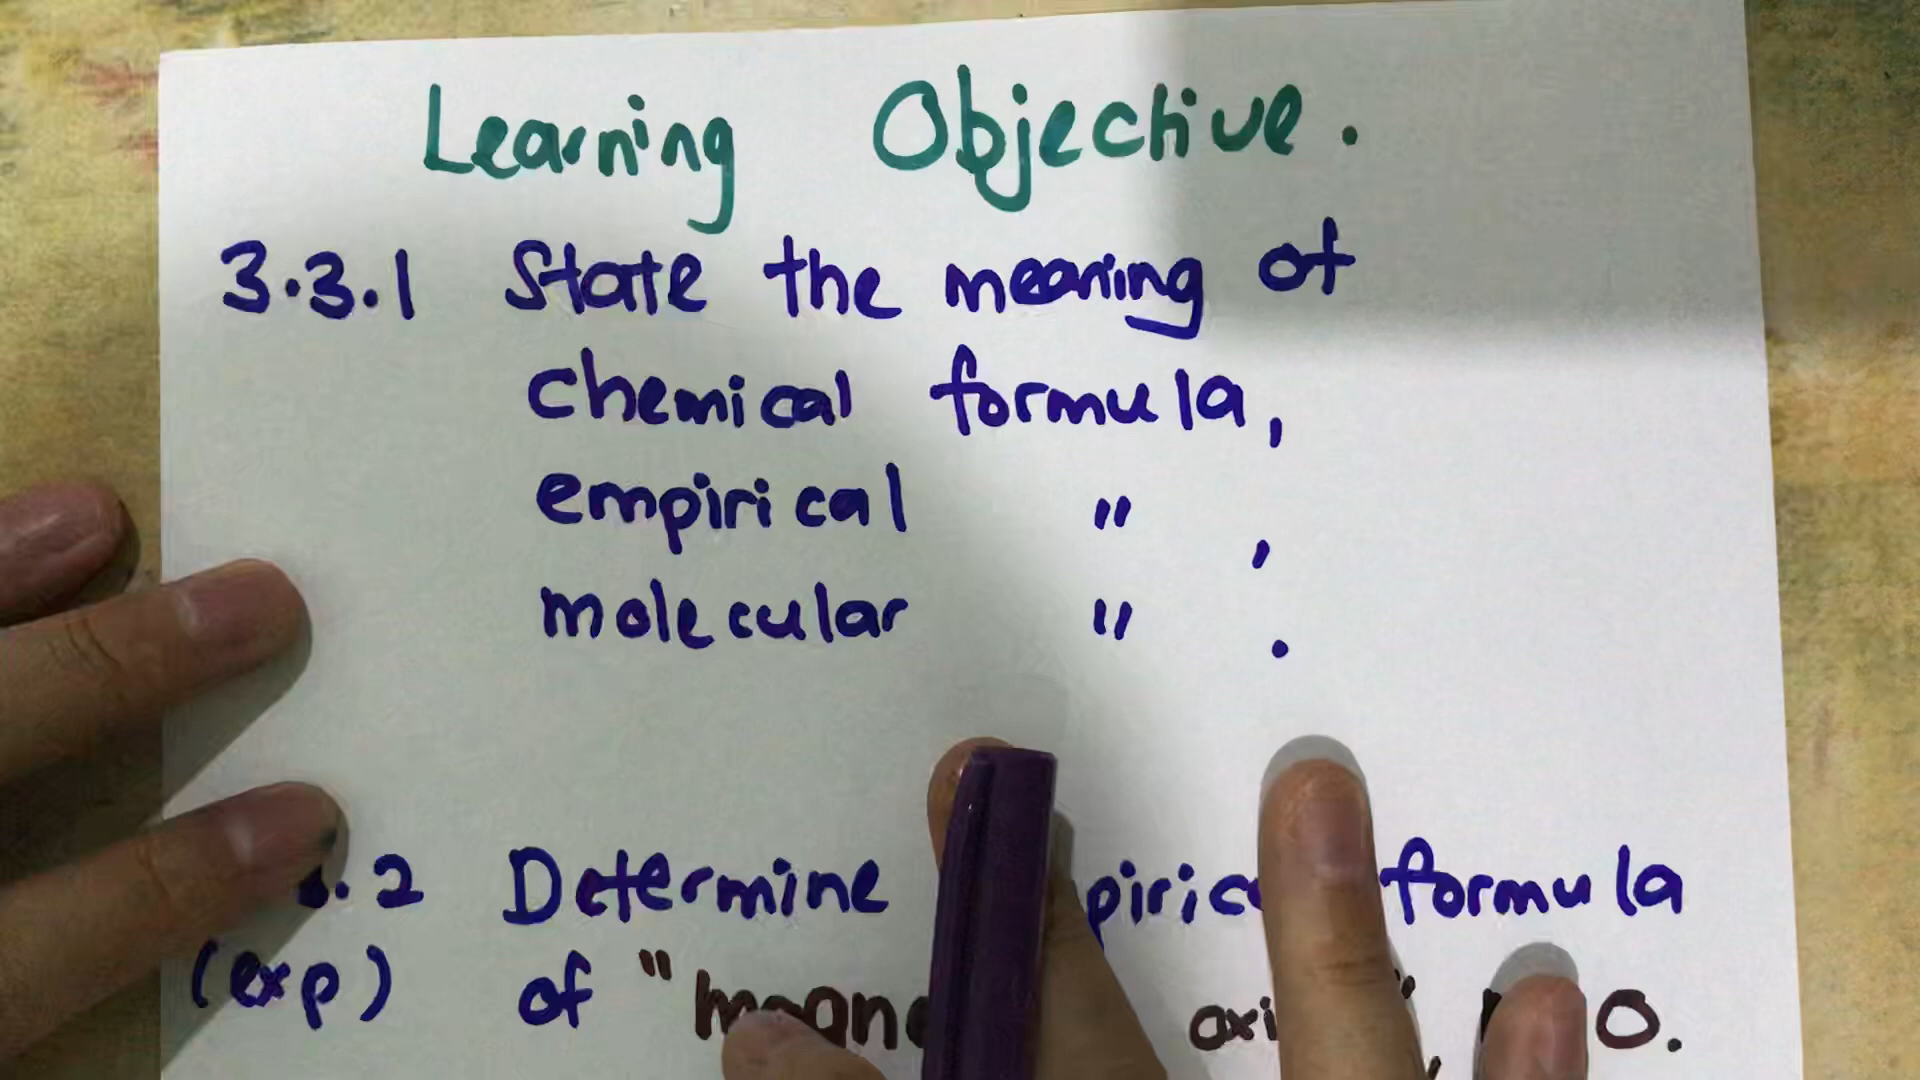 Learning Objective.
3.3.1 State the meaning of
chemical formula,
empirical " ,
molecular " .
.2 Determine formula
(exp) of " O.